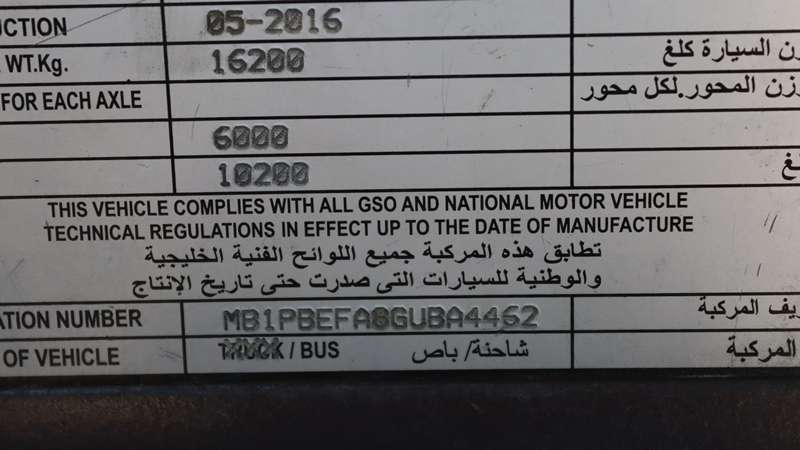 UCTION 05-2016
WT.Kg. 16200 ن السيارة كلغ
FOR EACH AXLE زن المحور.لكل محور
6000
10200 لغ
THIS VEHICLE COMPLIES WITH ALL GSO AND NATIONAL MOTOR VEHICLE
TECHNICAL REGULATIONS IN EFFECT UP TO THE DATE OF MANUFACTURE
تطابق هذه المركبة جميع اللوائح الفنية الخليجية
والوطنية للسيارات التى صدرت حتى تاريخ الإنتاج
ATION NUMBER MB1PBEFA8GUBA4462 ريف المركبة
OF VEHICLE TRUCK / BUS شاحنة/ باص المركبة